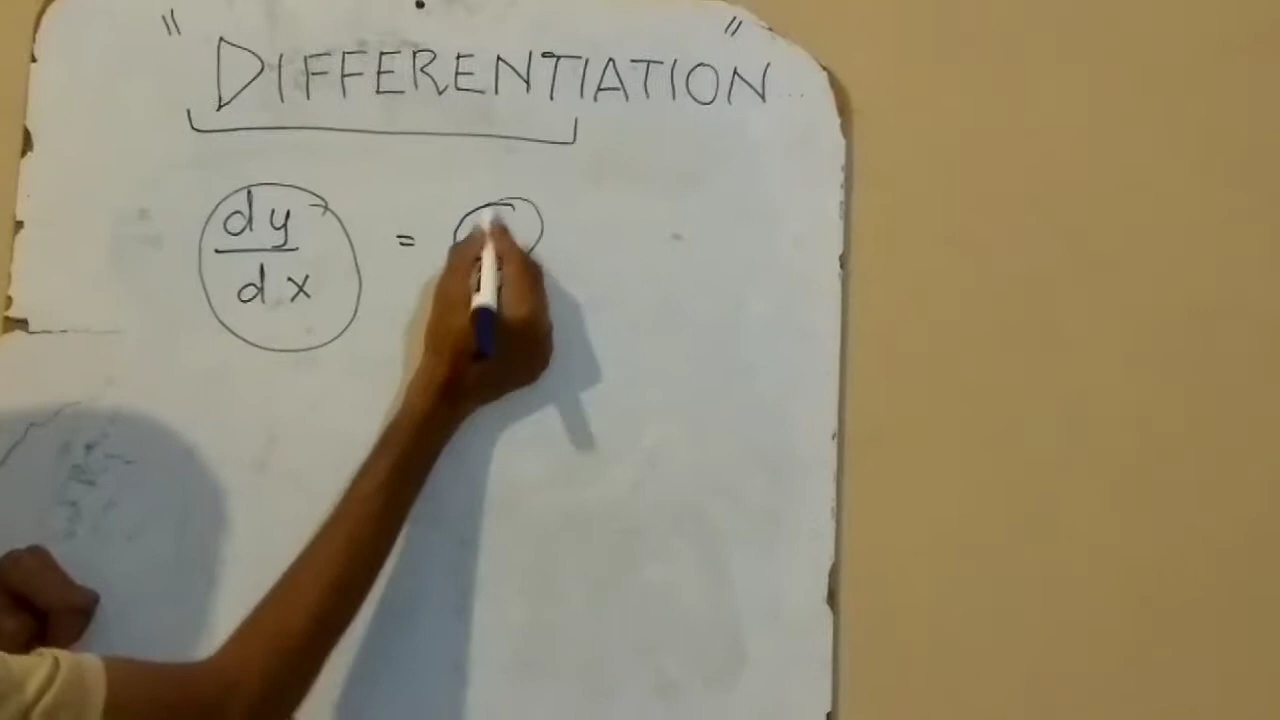 "DIFFERENTIATION"
dy
dx =